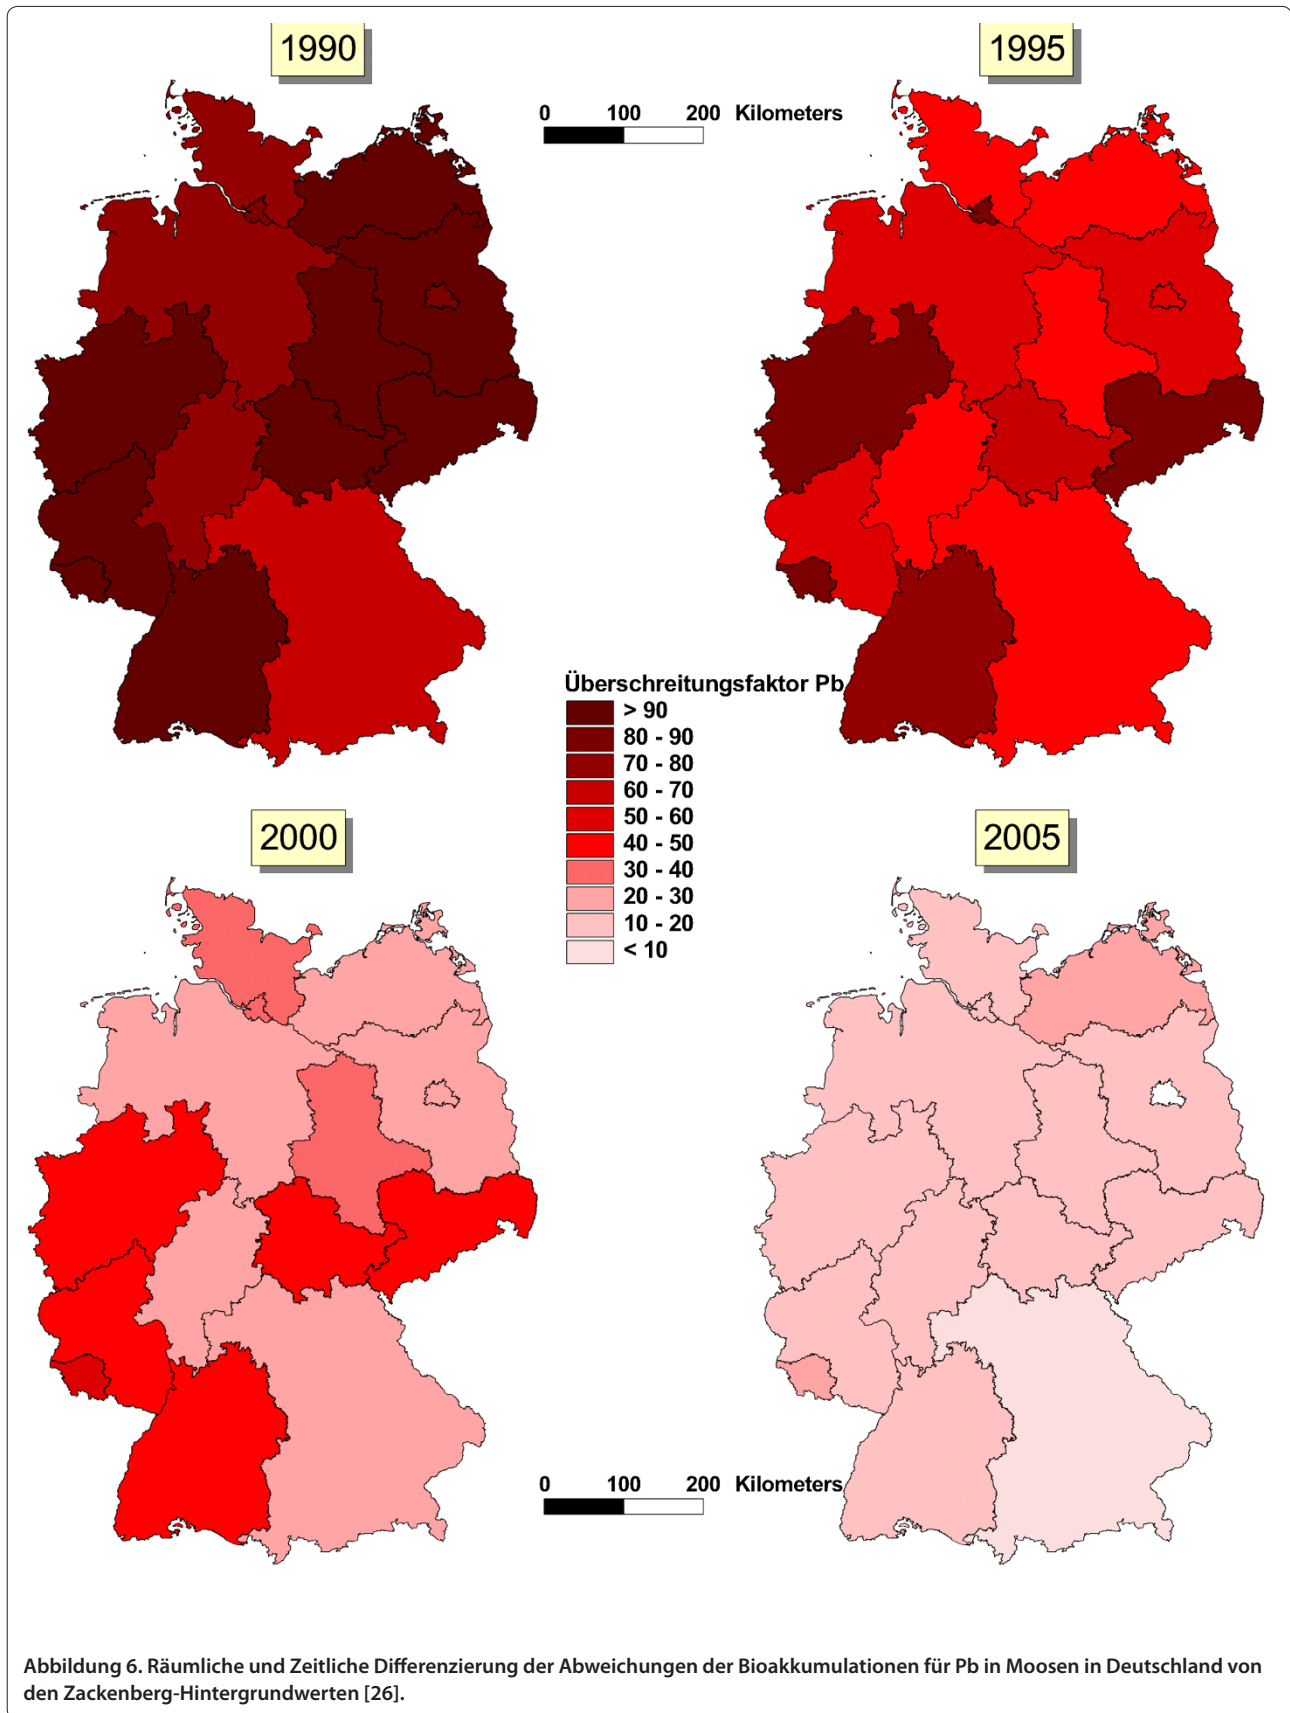 1990
1995
0 100 200 Kilometers
Überschreitungsfaktor Pb
> 90
80 - 90
70 - 80
60 - 70
50 - 60
40 - 50
30 - 40
20 - 30
10 - 20
< 10
2000
2005
0 100 200 Kilometers
Abbildung 6. Räumliche und Zeitliche Differenzierung der Abweichungen der Bioakkumulationen für Pb in Moosen in Deutschland von
den Zackenberg-Hintergrundwerten [26].